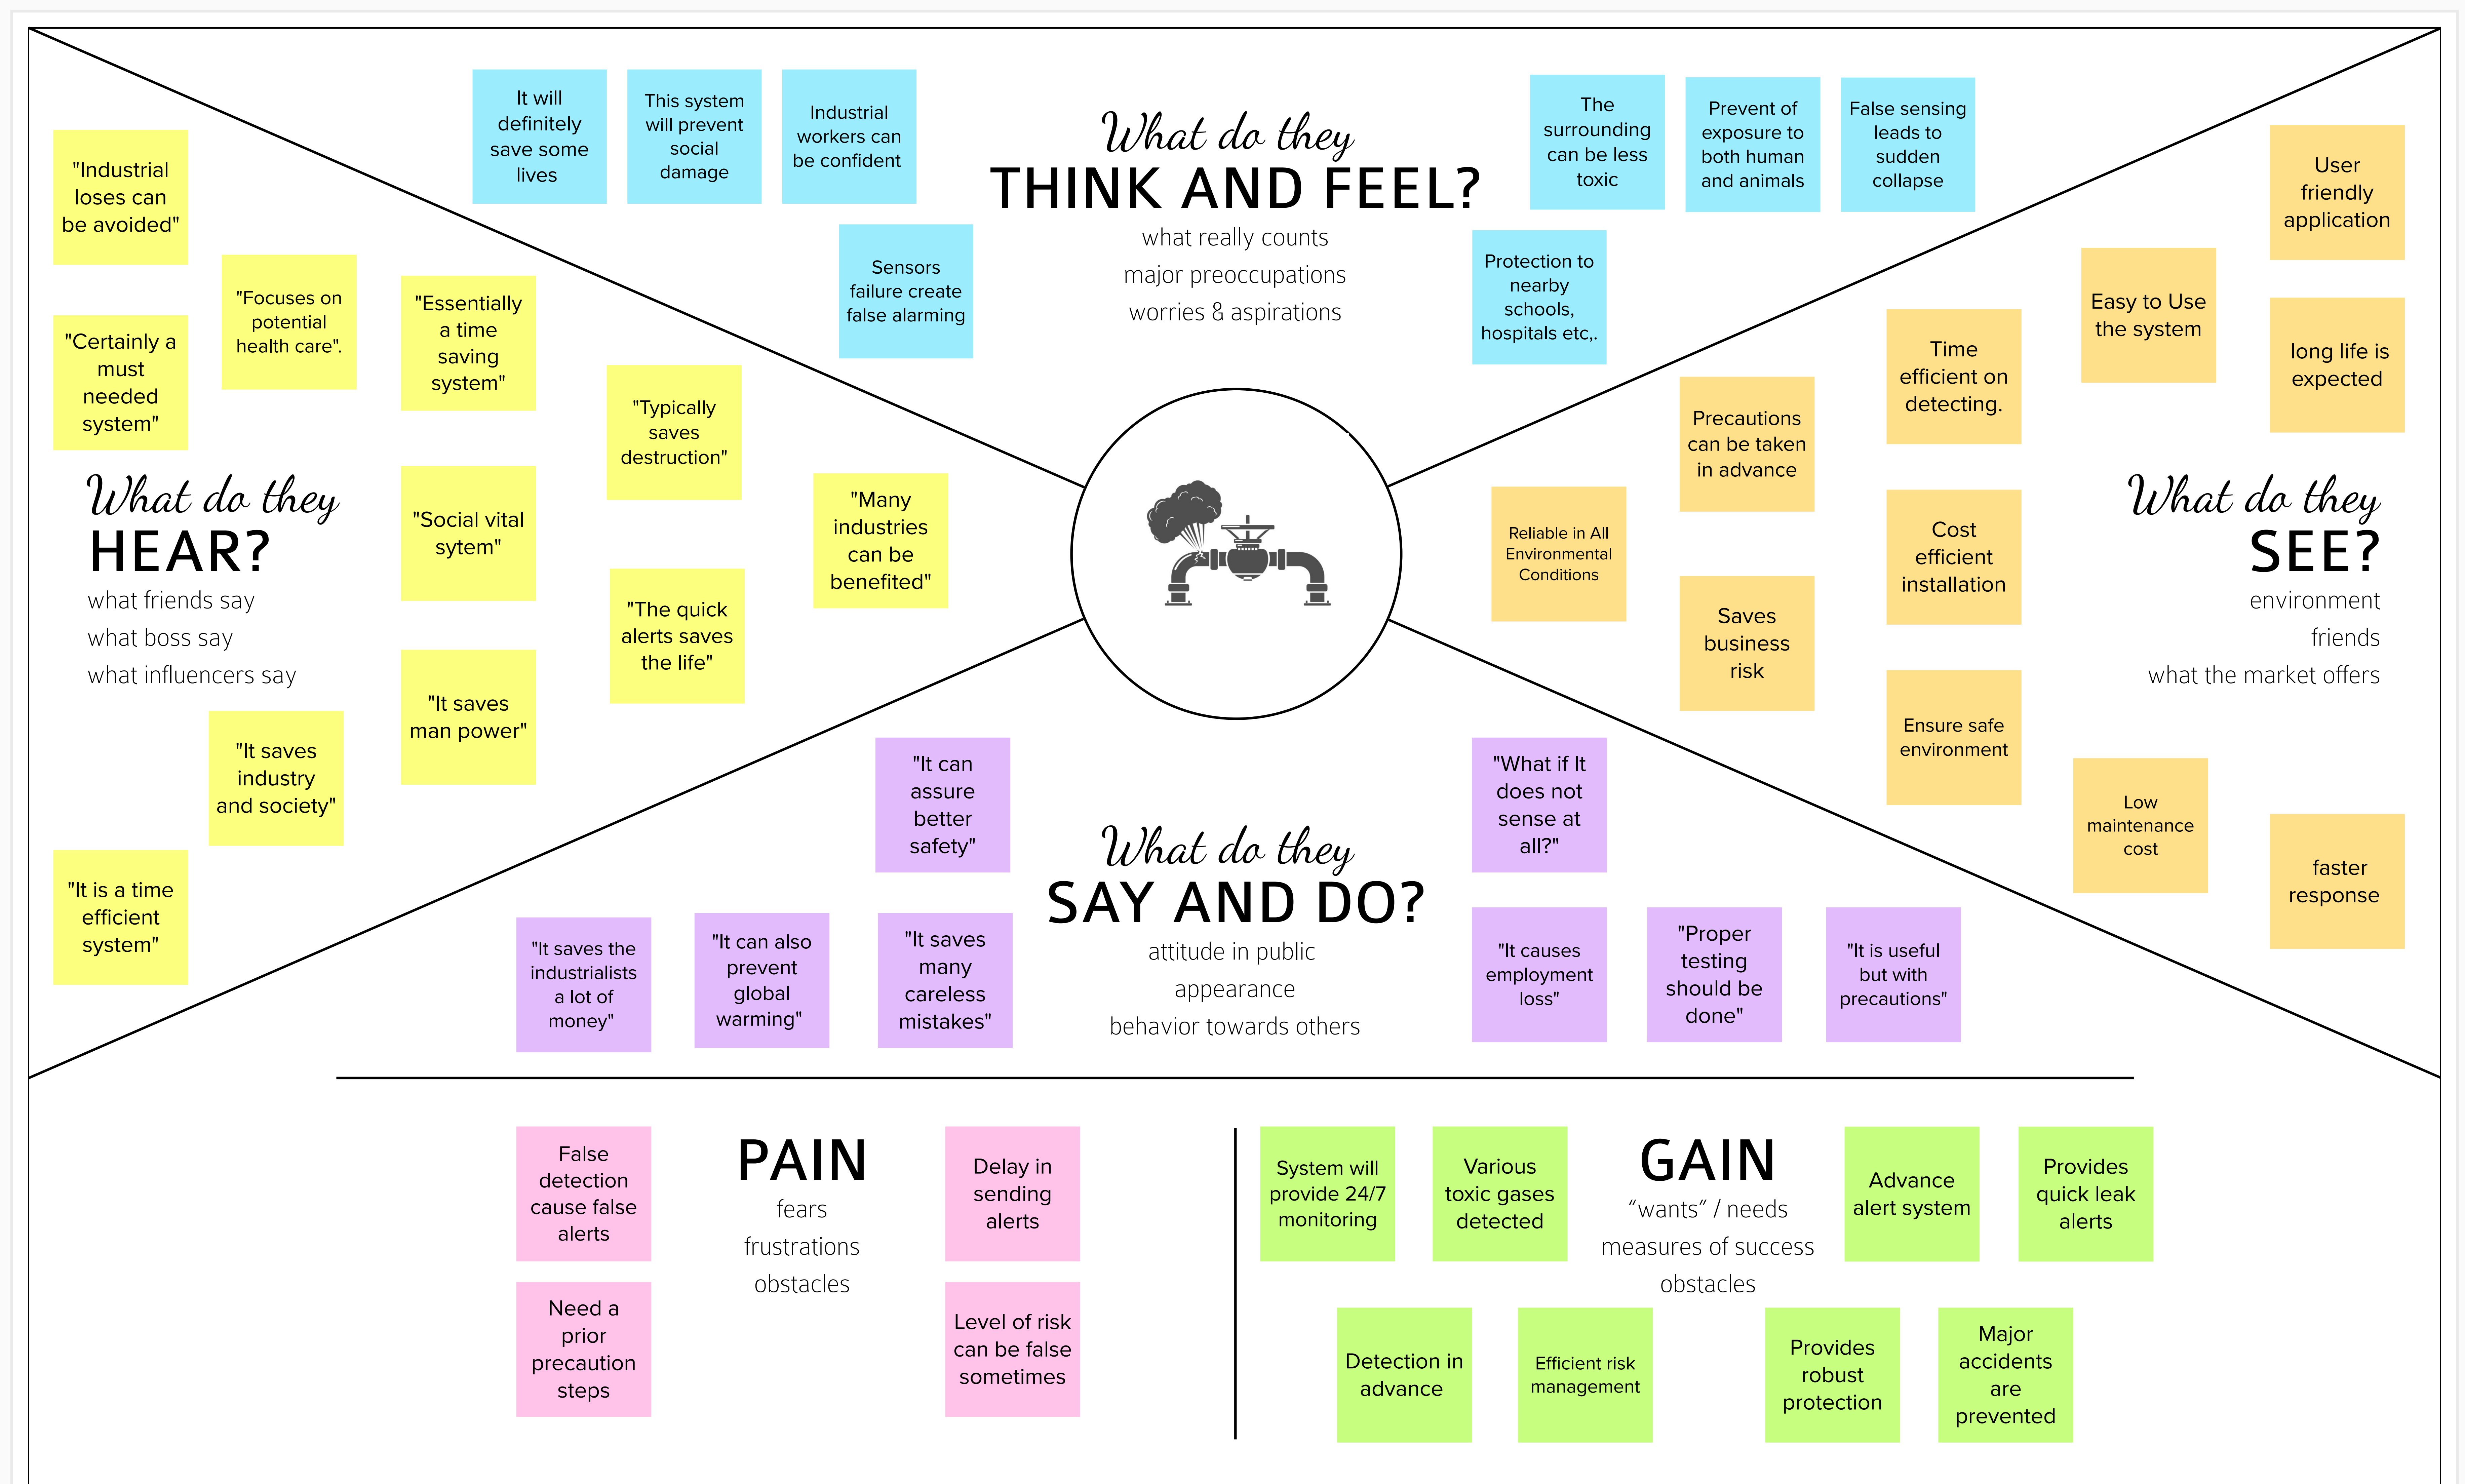 It will
definitely
save some
lives
This system
will prevent
social
damage
Industrial
workers can
be confident
Sensors
failure create
false alarming
What do they
THINK AND FEEL?
what really counts
major preoccupations
worries & aspirations
The
surrounding
can be less
toxic
Prevent of
exposure to
both human
and animals
False sensing
leads to
sudden
collapse
Protection to
nearby
schools,
hospitals etc,.
"Industrial
loses can
be avoided"
"Focuses on
potential
health care".
"Essentially
a time
saving
system"
"Certainly a
must
needed
system"
"Typically
saves
destruction"
What do they
HEAR?
what friends say
what boss say
what influencers say
"Social vital
sytem"
"Many
industries
can be
benefited"
"The quick
alerts saves
the life"
"It saves
man power"
"It saves
industry
and society"
"It is a time
efficient
system"
User
friendly
application
Easy to Use
the system
long life is
expected
Time
efficient on
detecting.
Precautions
can be taken
in advance
Reliable in All
Environmental
Conditions
Cost
efficient
installation
What do they
SEE?
environment
friends
what the market offers
Saves
business
risk
Ensure safe
environment
Low
maintenance
cost
faster
response
"It can
assure
better
safety"
"It saves the
industrialists
a lot of
money"
"It can also
prevent
global
warming"
"It saves
many
careless
mistakes"
What do they
SAY AND DO?
attitude in public
appearance
behavior towards others
"What if It
does not
sense at
all?"
"It causes
employment
loss"
"Proper
testing
should be
done"
"It is useful
but with
precautions"
False
detection
cause false
alerts
PAIN
fears
frustrations
obstacles
Delay in
sending
alerts
Need a
prior
precaution
steps
Level of risk
can be false
sometimes
System will
provide 24/7
monitoring
Various
toxic gases
detected
GAIN
“wants” / needs
measures of success
obstacles
Advance
alert system
Provides
quick leak
alerts
Detection in
advance
Efficient risk
management
Provides
robust
protection
Major
accidents
are
prevented